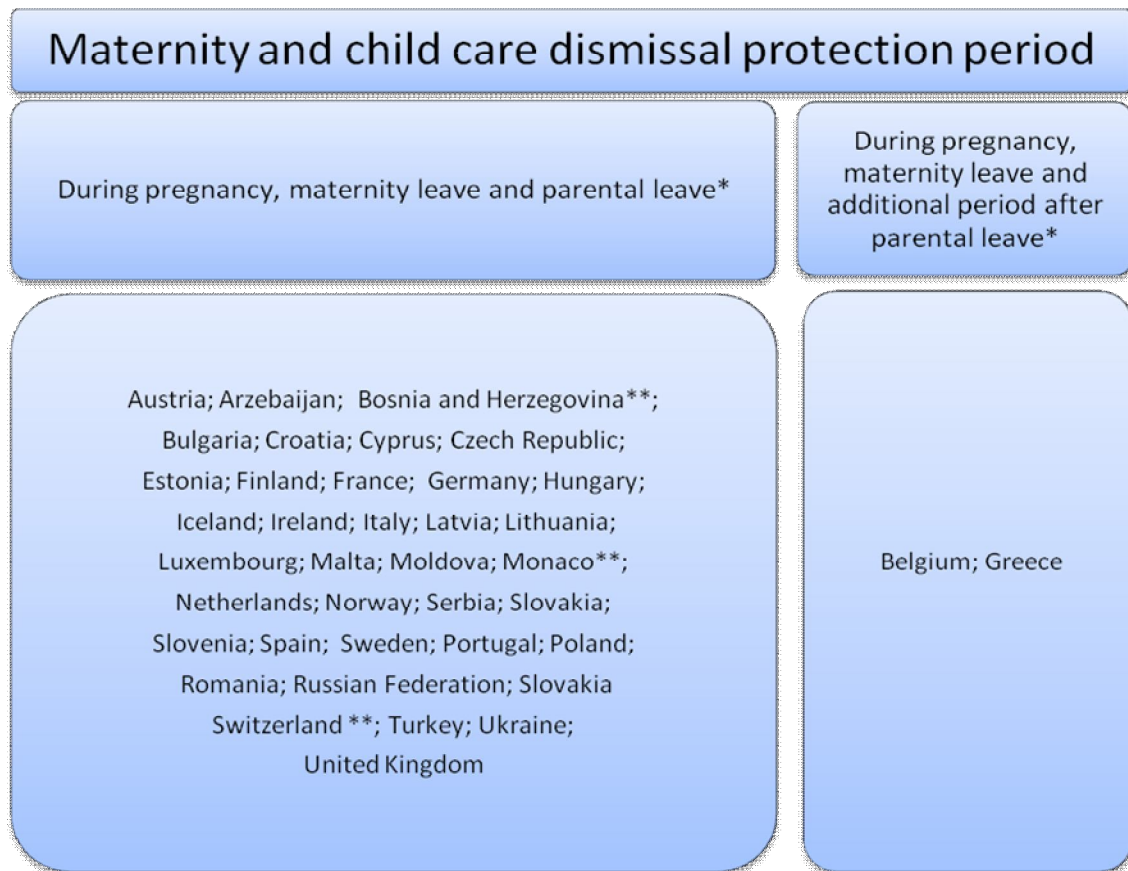 Maternity and child care dismissal protection period
During pregnancy, maternity leave and parental leave*
During pregnancy,
maternity leave and
additional period after
parental leave*
Austria; Arzebaijan; Bosnia and Herzegovina**;
Bulgaria; Croatia; Cyprus; Czech Republic;
Estonia; Finland; France; Germany; Hungary;
Iceland; Ireland; Italy; Latvia; Lithuania;
Luxembourg; Malta; Moldova; Monaco**;
Netherlands; Norway; Serbia; Slovakia;
Slovenia; Spain; Sweden; Portugal; Poland;
Romania; Russian Federation; Slovakia
Switzerland **; Turkey; Ukraine;
United Kingdom
Belgium; Greece